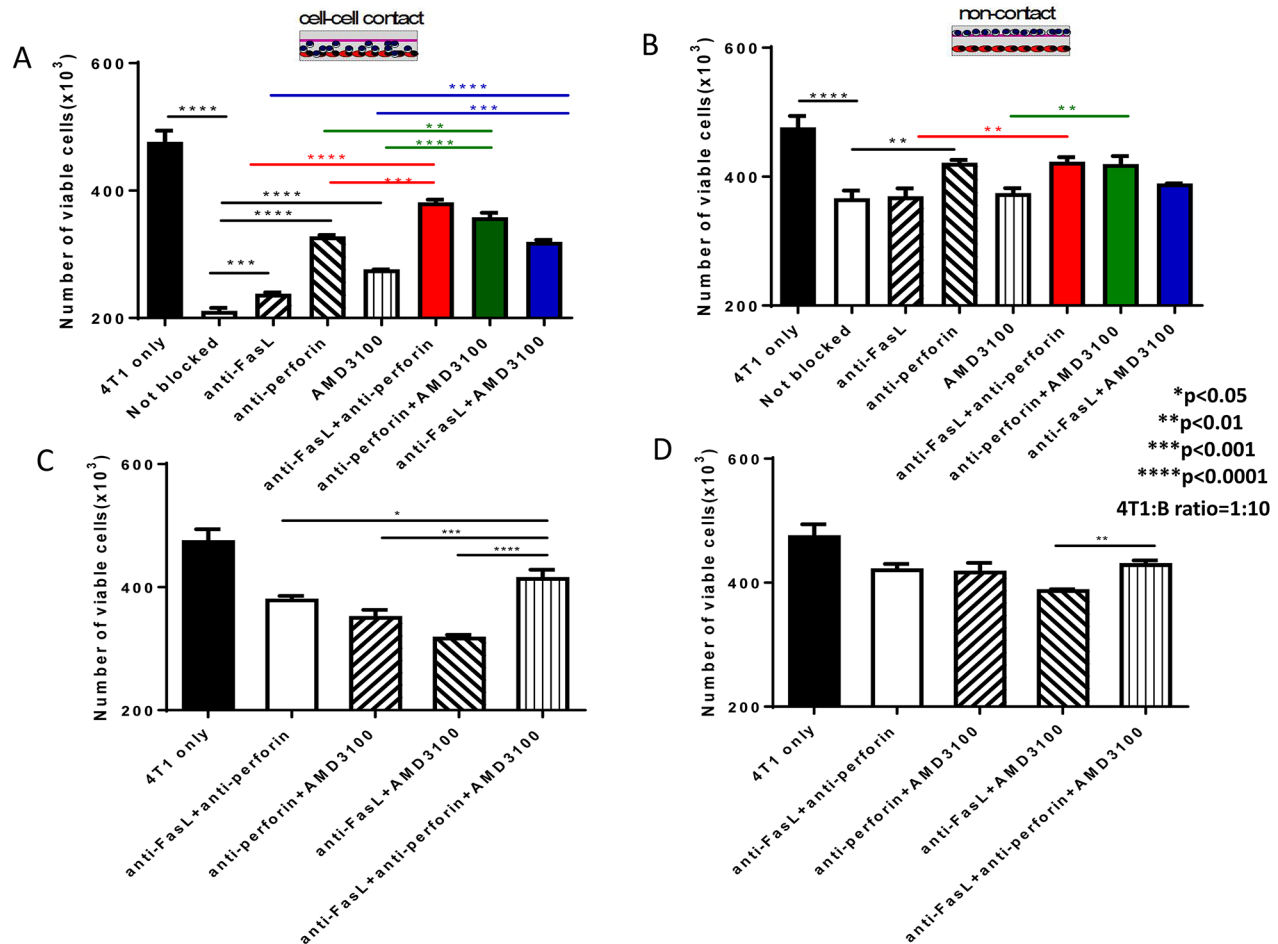 cell-cell contact
non-contact
A
B
Number of viable cells(x10³)
600
400
200
****
***
****
****
****
***
**
****
****
***
4T1 only
Not blocked
anti-FasL
anti-perforin
AMD3100
anti-FasL+anti-perforin
anti-perforin+AMD3100
anti-FasL+AMD3100
Number of viable cells(x10³)
600
400
200
****
**
**
**
4T1 only
Not blocked
anti-FasL
anti-perforin
AMD3100
anti-FasL+anti-perforin
anti-perforin+AMD3100
anti-FasL+AMD3100
*p<0.05
**p<0.01
***p<0.001
****p<0.0001
4T1:B ratio=1:10
C
Number of viable cells(x10³)
600
400
200
*
***
****
4T1 only
anti-FasL+anti-perforin
anti-perforin+AMD3100
anti-FasL+AMD3100
anti-FasL+anti-perforin+AMD3100
D
Number of viable cells(x10³)
600
400
200
**
4T1 only
anti-FasL+anti-perforin
anti-perforin+AMD3100
anti-FasL+AMD3100
anti-FasL+anti-perforin+AMD3100